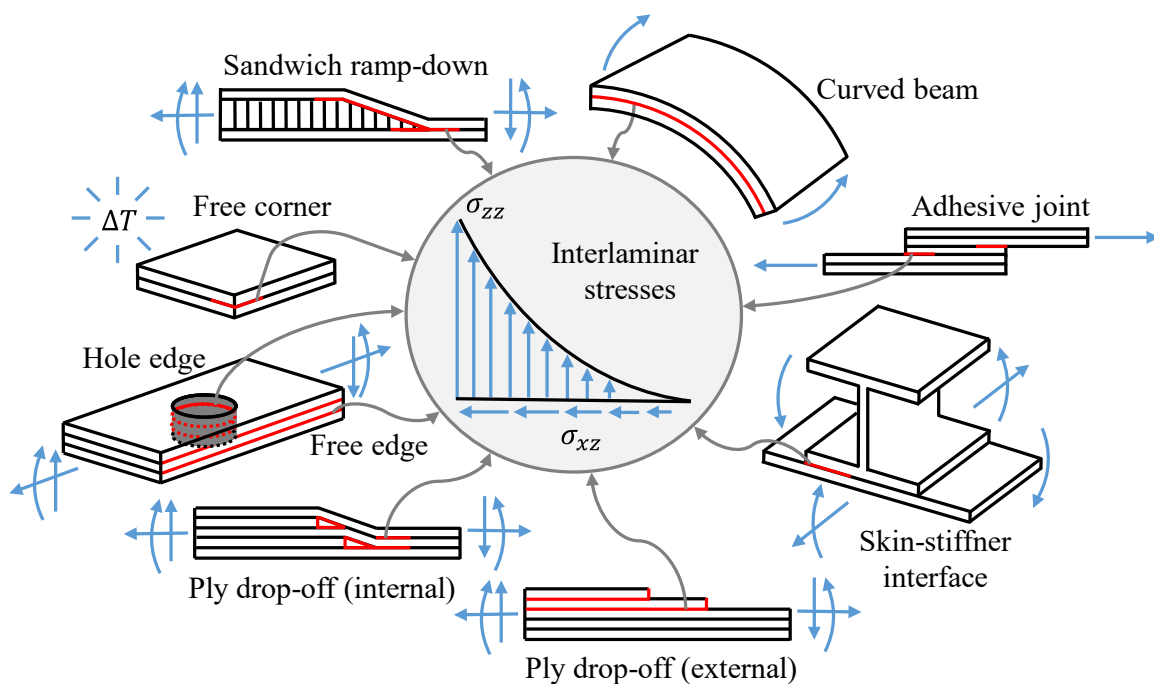 Sandwich ramp-down
Curved beam
ΔT
Free corner
σzz
Interlaminar
stresses
Adhesive joint
Hole edge
Free edge
σxz
Ply drop-off (internal)
Skin-stiffner
interface
Ply drop-off (external)